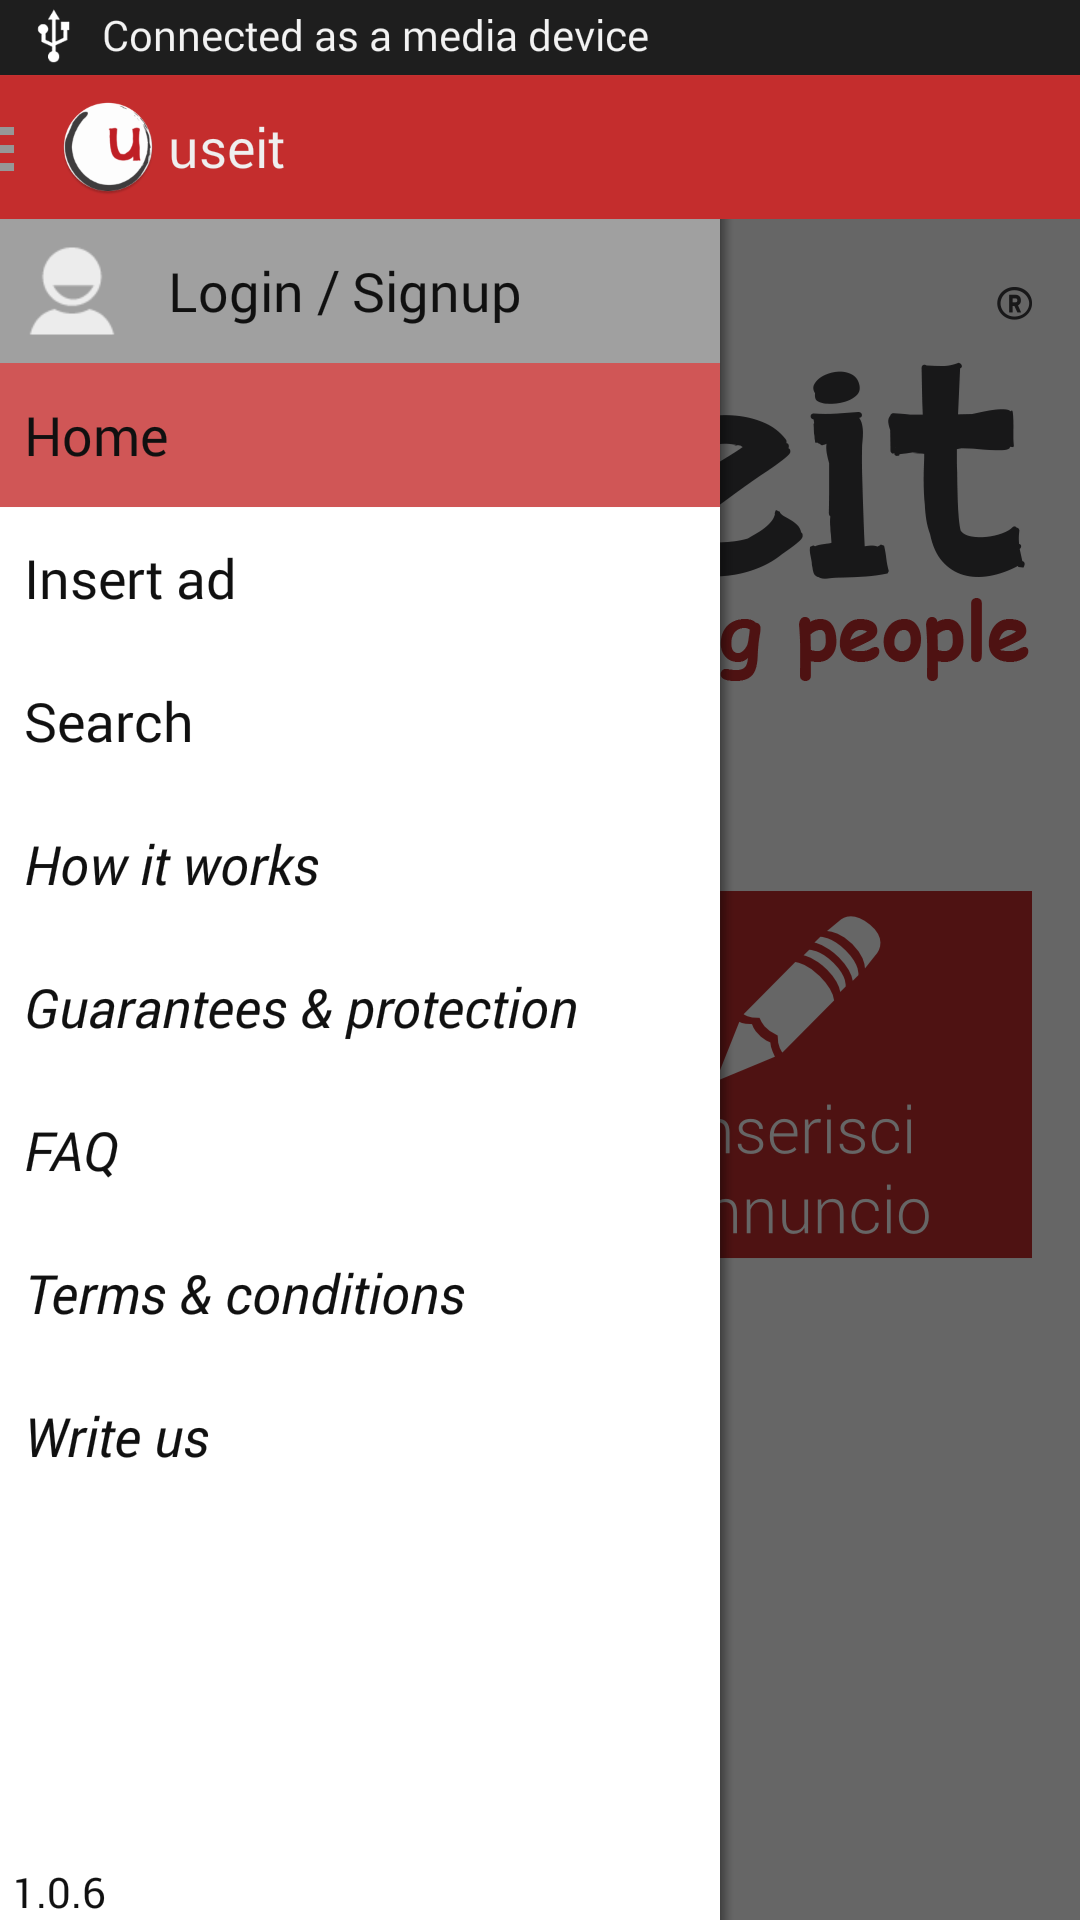 Connected as a media device
u useit
Login / Signup
®
Home
eit
Insert ad
g people
Search
How it works
Guarantees & protection
nserisci
FAQ
nnuncio
Terms & conditions
Write us
1.0.6